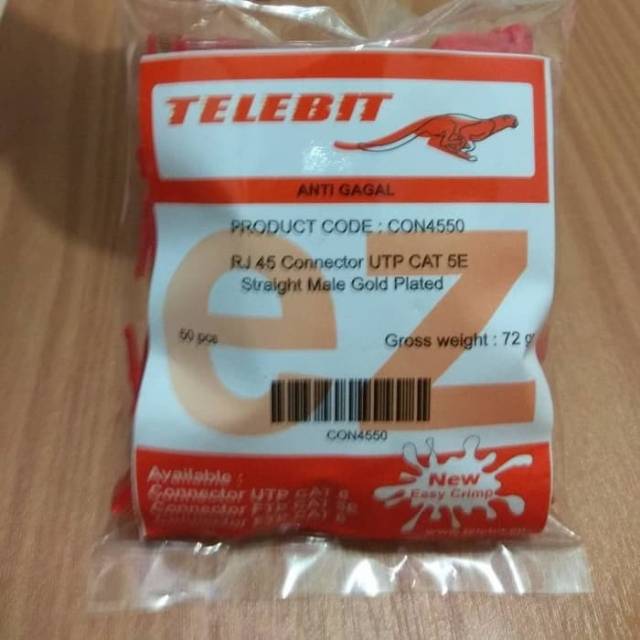 TELEBIT
ANTI GAGAL
PRODUCT CODE : CON4550
RJ 45 Connector UTP CAT 5E
Straight Male Gold Plated
50 pcs
Gross weight : 72 g
ez
CON4550
Available :
Connector UTP CAT 6
Connector FTP CAT 5E
Connector
New
Easy Crimp